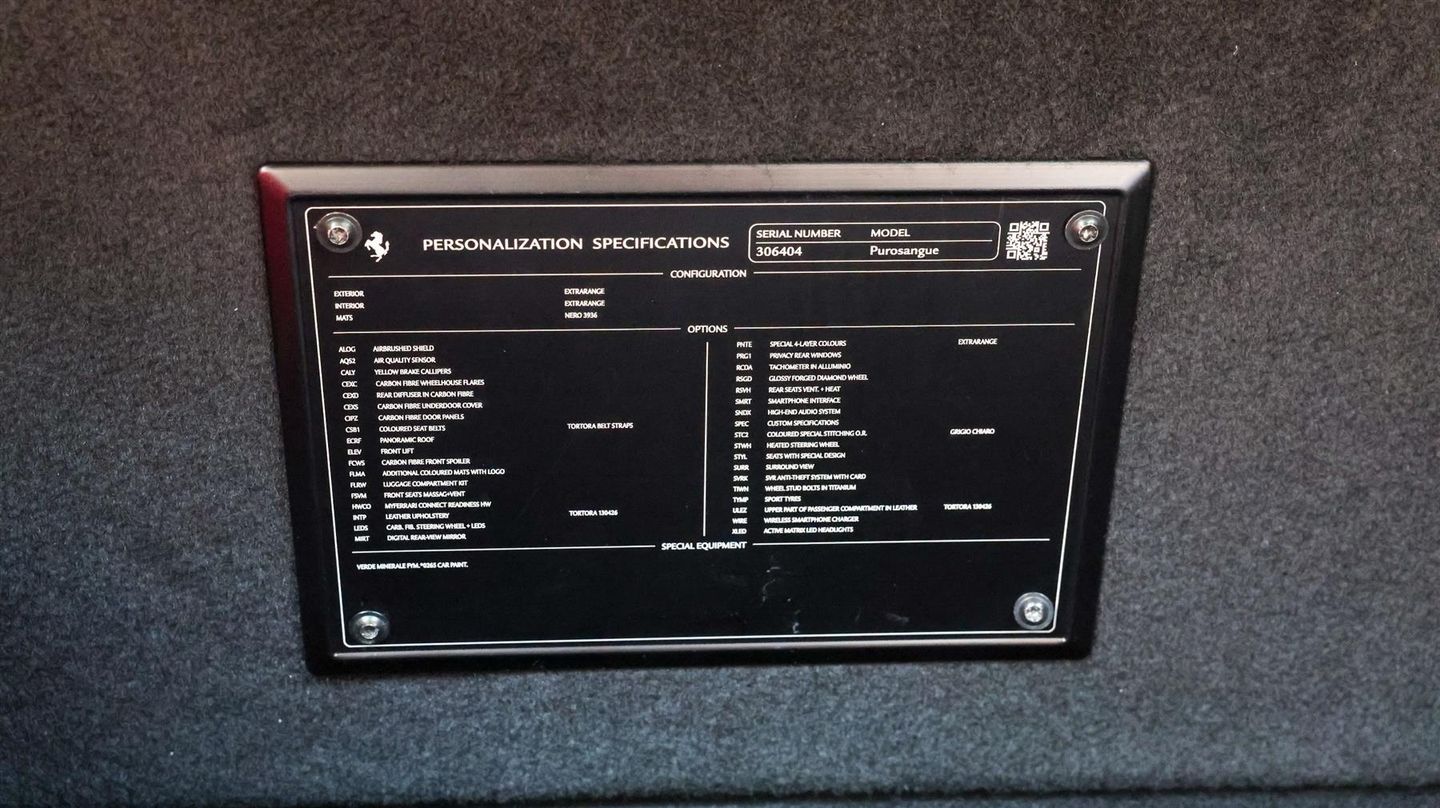 PERSONALIZATION SPECIFICATIONS
SERIAL NUMBER MODEL
306404 Purosangue
CONFIGURATION
EXTERIOR EXTRARANGE
INTERIOR EXTRARANGE
MATS NERO 3936
OPTIONS
ALOG AIRBRUSHED SHIELD
AQS2 AIR QUALITY SENSOR
CALY YELLOW BRAKE CALLIPERS
CEXC CARBON FIBRE WHEELHOUSE FLARES
CEXD REAR DIFFUSER IN CARBON FIBRE
CEXS CARBON FIBRE UNDERDOOR COVER
CIPZ CARBON FIBRE DOOR PANELS
CSB1 COLOURED SEAT BELTS TORTORA BELT STRAPS
ECRF PANORAMIC ROOF
ELEV FRONT LIFT
FCWS CARBON FIBRE FRONT SPOILER
FLMA ADDITIONAL COLOURED MATS WITH LOGO
FLRW LUGGAGE COMPARTMENT KIT
FSVM FRONT SEATS MASSAG+VENT
HWCO MYFERRARI CONNECT READINESS HW
INTP LEATHER UPHOLSTERY TORTORA 130426
LEDS CARB. FIB. STEERING WHEEL + LEDS
MIRT DIGITAL REAR-VIEW MIRROR
PNTE SPECIAL 4-LAYER COLOURS EXTRARANGE
PRG1 PRIVACY REAR WINDOWS
RCDA TACHOMETER IN ALLUMINIO
RSGD GLOSSY FORGED DIAMOND WHEEL
RSVH REAR SEATS VENT. + HEAT
SMRT SMARTPHONE INTERFACE
SNDX HIGH-END AUDIO SYSTEM
SPEC CUSTOM SPECIFICATIONS
STC2 COLOURED SPECIAL STITCHING O.R. GRIGIO CHIARO
STWH HEATED STEERING WHEEL
STYL SEATS WITH SPECIAL DESIGN
SURR SURROUND VIEW
SVRK SVR ANTI-THEFT SYSTEM WITH CARD
TIWN WHEEL STUD BOLTS IN TITANIUM
TYMP SPORT TYRES
ULEZ UPPER PART OF PASSENGER COMPARTMENT IN LEATHER TORTORA 130426
WIRE WIRELESS SMARTPHONE CHARGER
XLED ACTIVE MATRIX LED HEADLIGHTS
SPECIAL EQUIPMENT
VERDE MINERALE FYM.*0265 CAR PAINT.